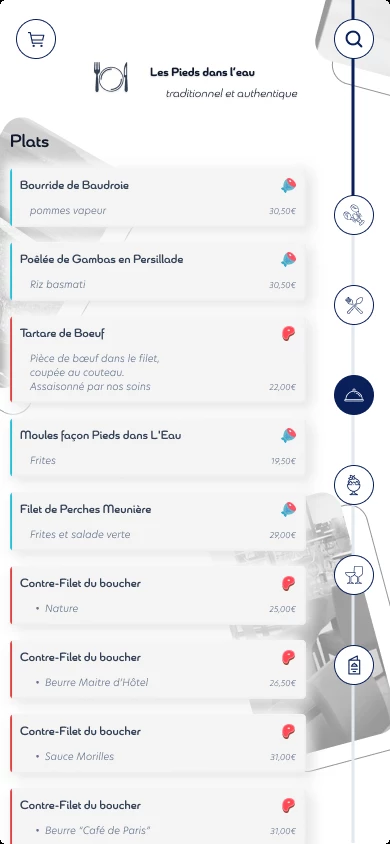 Les Pieds dans l'eau
traditionnel et authentique
Plats
Bourride de Baudroie
pommes vapeur
30,50€
Poêlée de Gambas en Persillade
Riz basmati
30,50€
Tartare de Boeuf
Pièce de bœuf dans le filet,
coupée au couteau.
Assaisonné par nos soins
22,00€
Moules façon Pieds dans L'Eau
Frites
19,50€
Filet de Perches Meunière
Frites et salade verte
29,00€
Contre-Filet du boucher
• Nature
25,00€
Contre-Filet du boucher
• Beurre Maitre d'Hôtel
26,50€
Contre-Filet du boucher
• Sauce Morilles
31,00€
Contre-Filet du boucher
• Beurre "Café de Paris"
31,00€